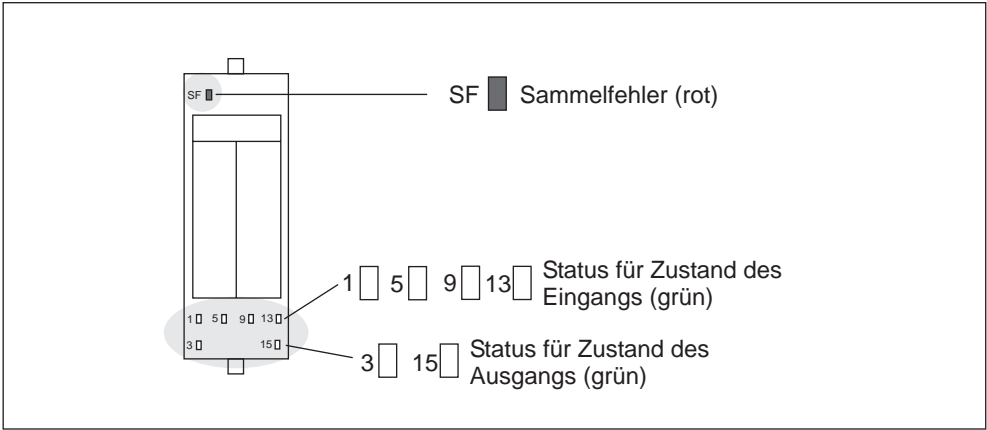 SF
SF Sammelfehler (rot)
1 5 9 13 Status für Zustand des
Eingangs (grün)
1 5 9 13
3 15
3 15 Status für Zustand des
Ausgangs (grün)